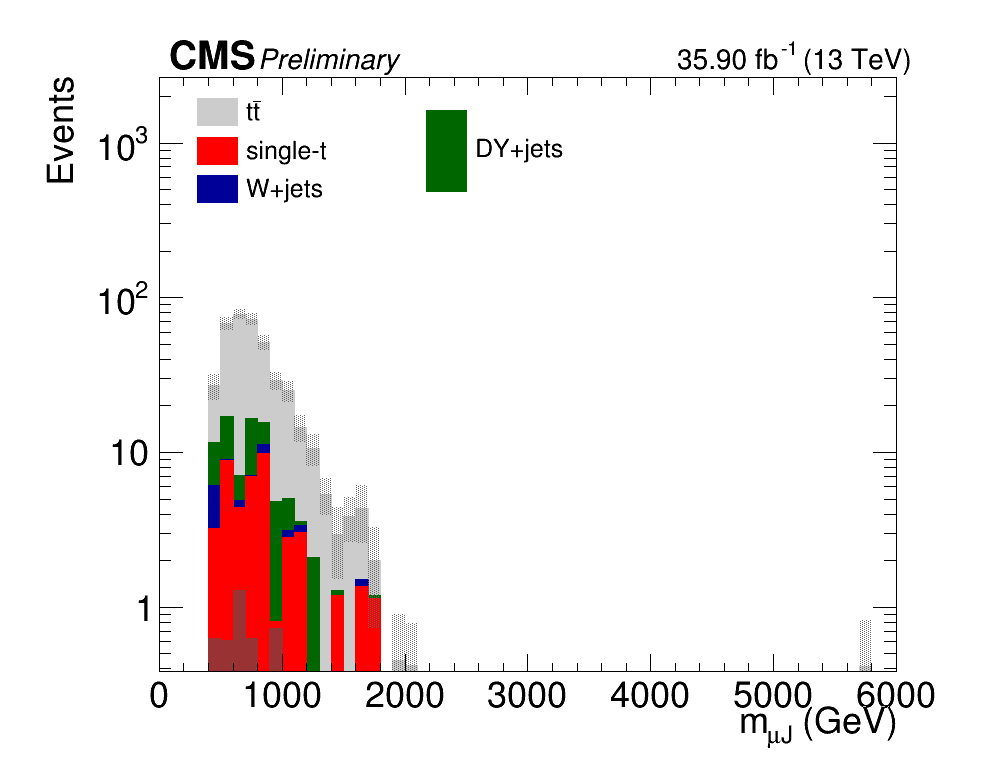 CMS Preliminary
35.90 fb⁻¹ (13 TeV)
Events
tt̄
single-t
W+jets
DY+jets
10³
10²
10
1
0 1000 2000 3000 4000 5000 6000
m_μJ (GeV)